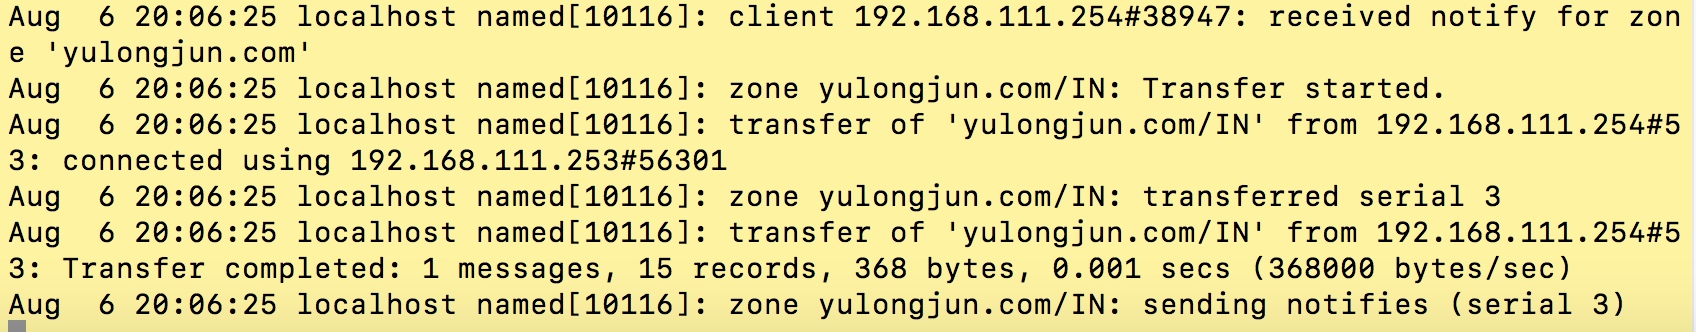 Aug  6 20:06:25 localhost named[10116]: client 192.168.111.254#38947: received notify for zon
e 'yulongjun.com'
Aug  6 20:06:25 localhost named[10116]: zone yulongjun.com/IN: Transfer started.
Aug  6 20:06:25 localhost named[10116]: transfer of 'yulongjun.com/IN' from 192.168.111.254#5
3: connected using 192.168.111.253#56301
Aug  6 20:06:25 localhost named[10116]: zone yulongjun.com/IN: transferred serial 3
Aug  6 20:06:25 localhost named[10116]: transfer of 'yulongjun.com/IN' from 192.168.111.254#5
3: Transfer completed: 1 messages, 15 records, 368 bytes, 0.001 secs (368000 bytes/sec)
Aug  6 20:06:25 localhost named[10116]: zone yulongjun.com/IN: sending notifies (serial 3)